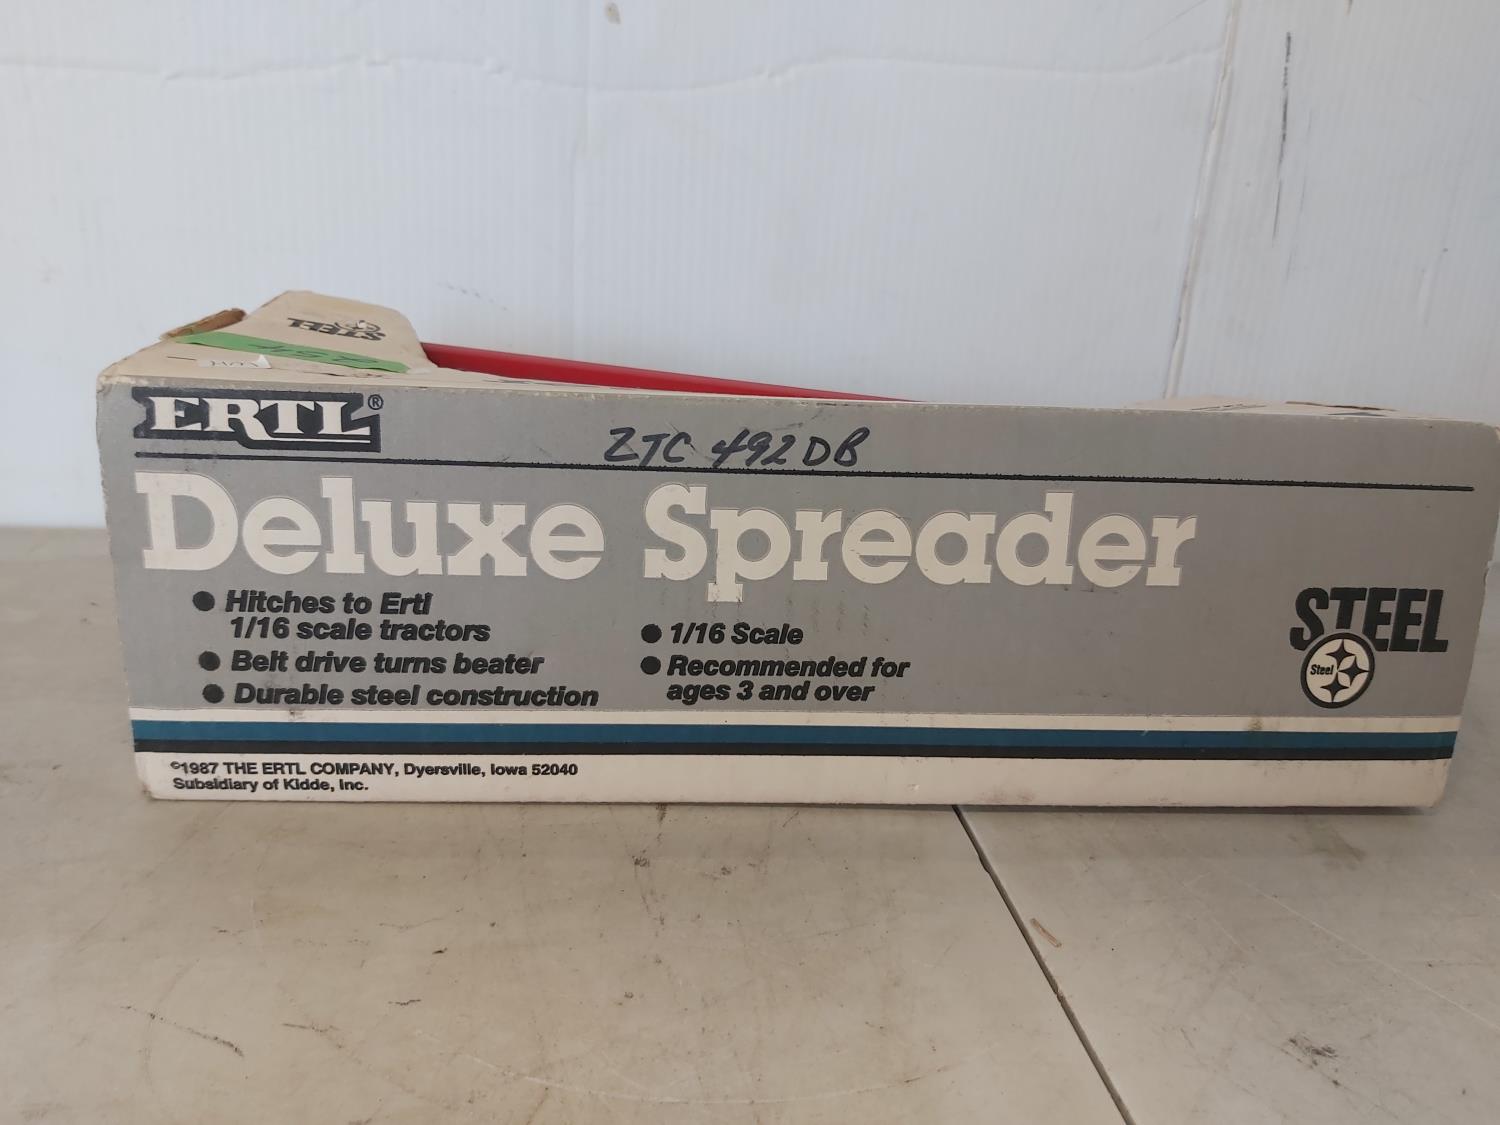 STEEL
254
ERTL®
ZTC 492DB
Deluxe Spreader
● Hitches to Ertl
1/16 scale tractors
● Belt drive turns beater
● Durable steel construction
● 1/16 Scale
● Recommended for
ages 3 and over
STEEL
Steel
©1987 THE ERTL COMPANY, Dyersville, Iowa 52040
Subsidiary of Kidde, Inc.